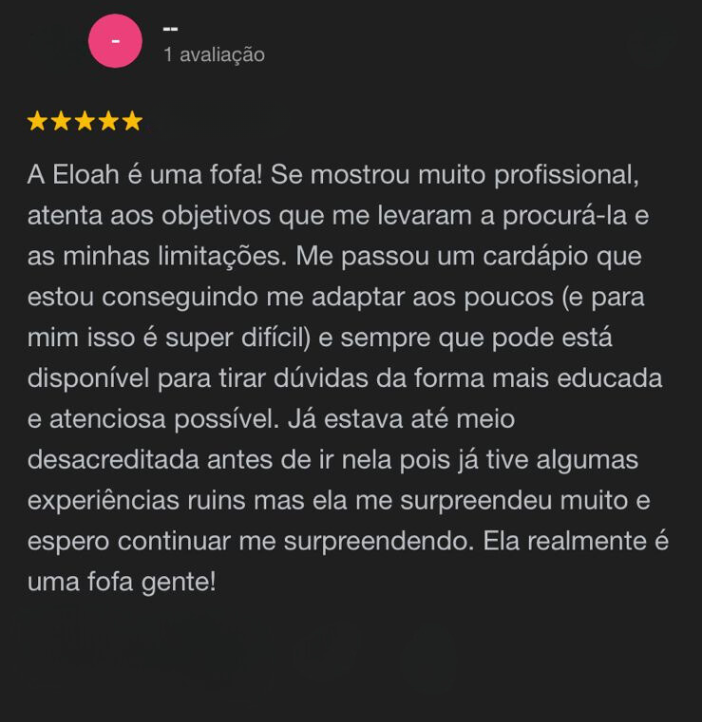 -
--
1 avaliação
A Eloah é uma fofa! Se mostrou muito profissional,
atenta aos objetivos que me levaram a procurá-la e
as minhas limitações. Me passou um cardápio que
estou conseguindo me adaptar aos poucos (e para
mim isso é super difícil) e sempre que pode está
disponível para tirar dúvidas da forma mais educada
e atenciosa possível. Já estava até meio
desacreditada antes de ir nela pois já tive algumas
experiências ruins mas ela me surpreendeu muito e
espero continuar me surpreendendo. Ela realmente é
uma fofa gente!